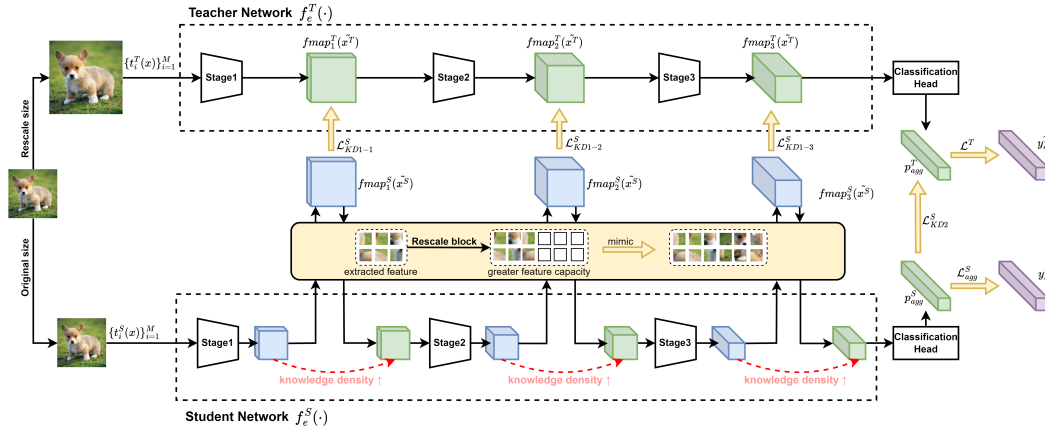 Teacher Network $f_e^T(\cdot)$
$\{t_i^T(x)\}_{i=1}^M$
Stage1
$fmap_1^T(\tilde{x^T})$
Stage2
$fmap_2^T(\tilde{x^T})$
Stage3
$fmap_3^T(\tilde{x^T})$
Classification
Head
Rescale size
$\mathcal{L}_{KD1-1}^S$
$\mathcal{L}_{KD1-2}^S$
$\mathcal{L}_{KD1-3}^S$
$p_{agg}^T$
$\mathcal{L}^T$
$fmap_1^S(\tilde{x^S})$
$fmap_2^S(\tilde{x^S})$
$fmap_3^S(\tilde{x^S})$
$\mathcal{L}_{KD2}^S$
Original size
extracted feature
Rescale block
greater feature capacity
mimic
$p_{agg}^S$
$\mathcal{L}_{agg}^S$
$\{t_i^S(x)\}_{i=1}^M$
Stage1
Stage2
Stage3
Classification
Head
knowledge density ↑
knowledge density ↑
knowledge density ↑
Student Network $f_e^S(\cdot)$